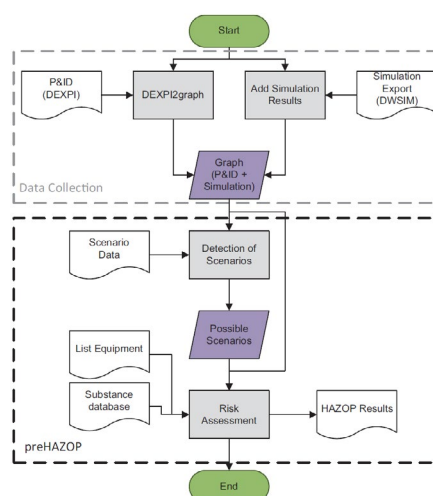 Start
P&ID
(DEXPI)
DEXPI2graph
Add Simulation
Results
Simulation
Export
(DWSIM)
Graph
(P&ID +
Simulation)
Data Collection
Scenario
Data
Detection of
Scenarios
Possible
Scenarios
List Equipment
Substance
database
Risk
Assessment
HAZOP Results
preHAZOP
End